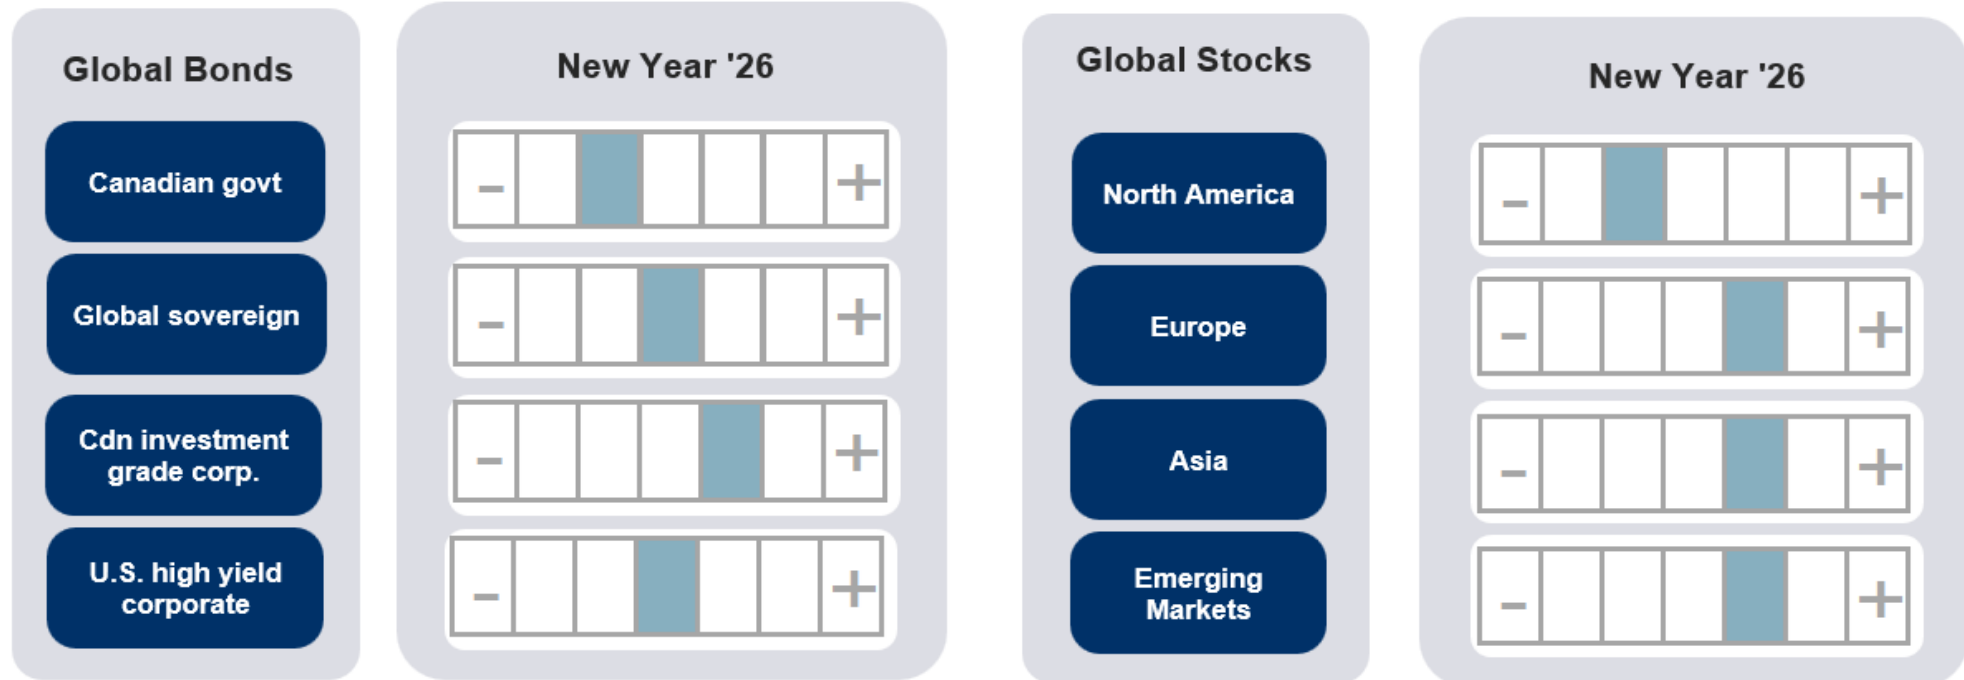 Global Bonds
New Year '26
Canadian govt
– +
Global sovereign
– +
Cdn investment
grade corp.
– +
U.S. high yield
corporate
– +
Global Stocks
New Year '26
North America
– +
Europe
– +
Asia
– +
Emerging
Markets
– +